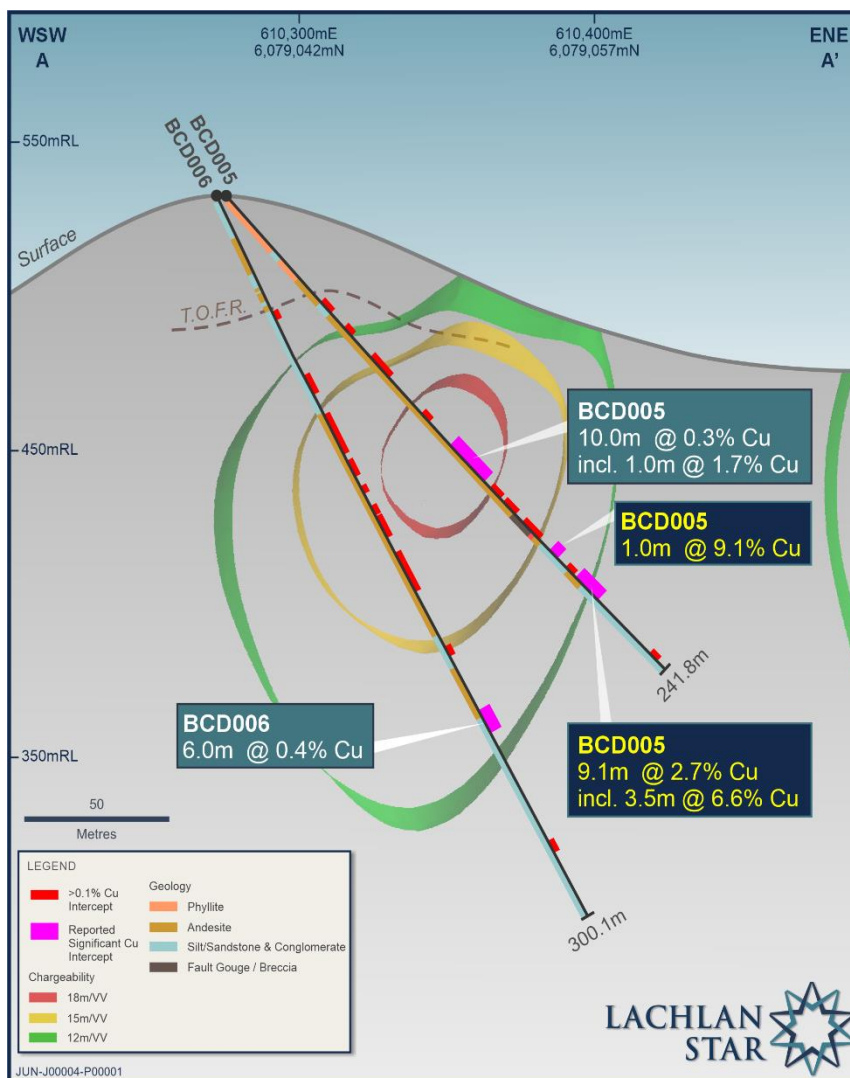 WSW
A
610,300mE
6,079,042mN
610,400mE
6,079,057mN
ENE
A'
550mRL
BCD005
BCD006
Surface
T.O.F.R.
BCD005
10.0m @ 0.3% Cu
incl. 1.0m @ 1.7% Cu
450mRL
BCD005
1.0m @ 9.1% Cu
241.8m
BCD006
6.0m @ 0.4% Cu
BCD005
9.1m @ 2.7% Cu
incl. 3.5m @ 6.6% Cu
350mRL
50
Metres
300.1m
LEGEND
>0.1% Cu
Intercept
Reported
Significant Cu
Intercept
Chargeability
18m/VV
15m/VV
12m/VV
Geology
Phyllite
Andesite
Silt/Sandstone & Conglomerate
Fault Gouge / Breccia
LACHLAN
STAR
JUN-J00004-P00001